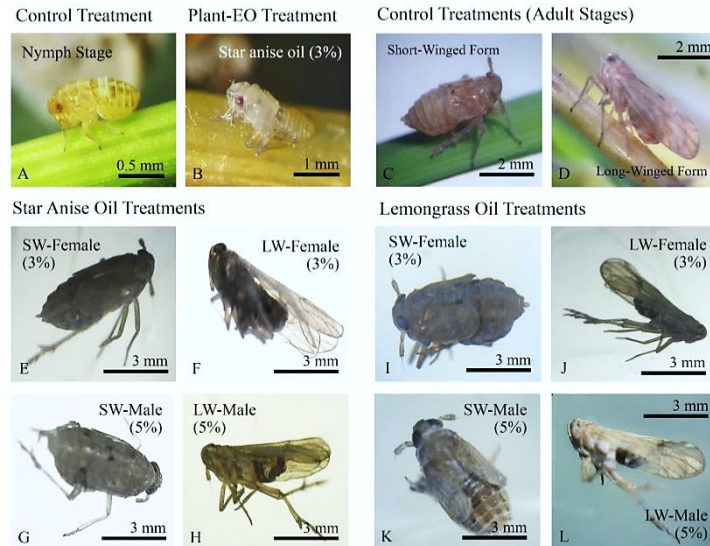 Control Treatment
Plant-EO Treatment
Control Treatments (Adult Stages)
Nymph Stage
0.5 mm
A
Star anise oil (3%)
1 mm
B
Short-Winged Form
2 mm
C
2 mm
D
Long-Winged Form
Star Anise Oil Treatments
Lemongrass Oil Treatments
SW-Female
(3%)
3 mm
E
LW-Female
(3%)
3 mm
F
SW-Female
(3%)
3 mm
I
LW-Female
(3%)
3 mm
J
SW-Male
(5%)
3 mm
G
LW-Male
(5%)
3 mm
H
SW-Male
(5%)
3 mm
K
3 mm
LW-Male
(5%)
L